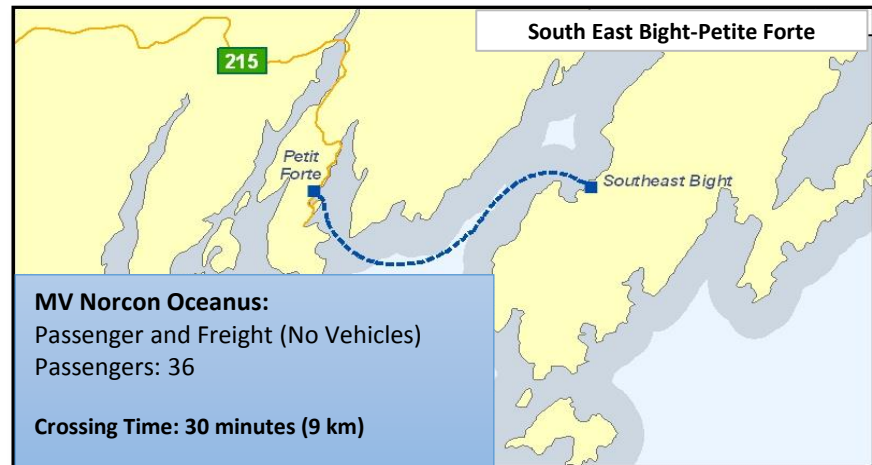 South East Bight-Petite Forte
215
Petit
Forte
Southeast Bight
MV Norcon Oceanus:
Passenger and Freight (No Vehicles)
Passengers: 36
Crossing Time: 30 minutes (9 km)